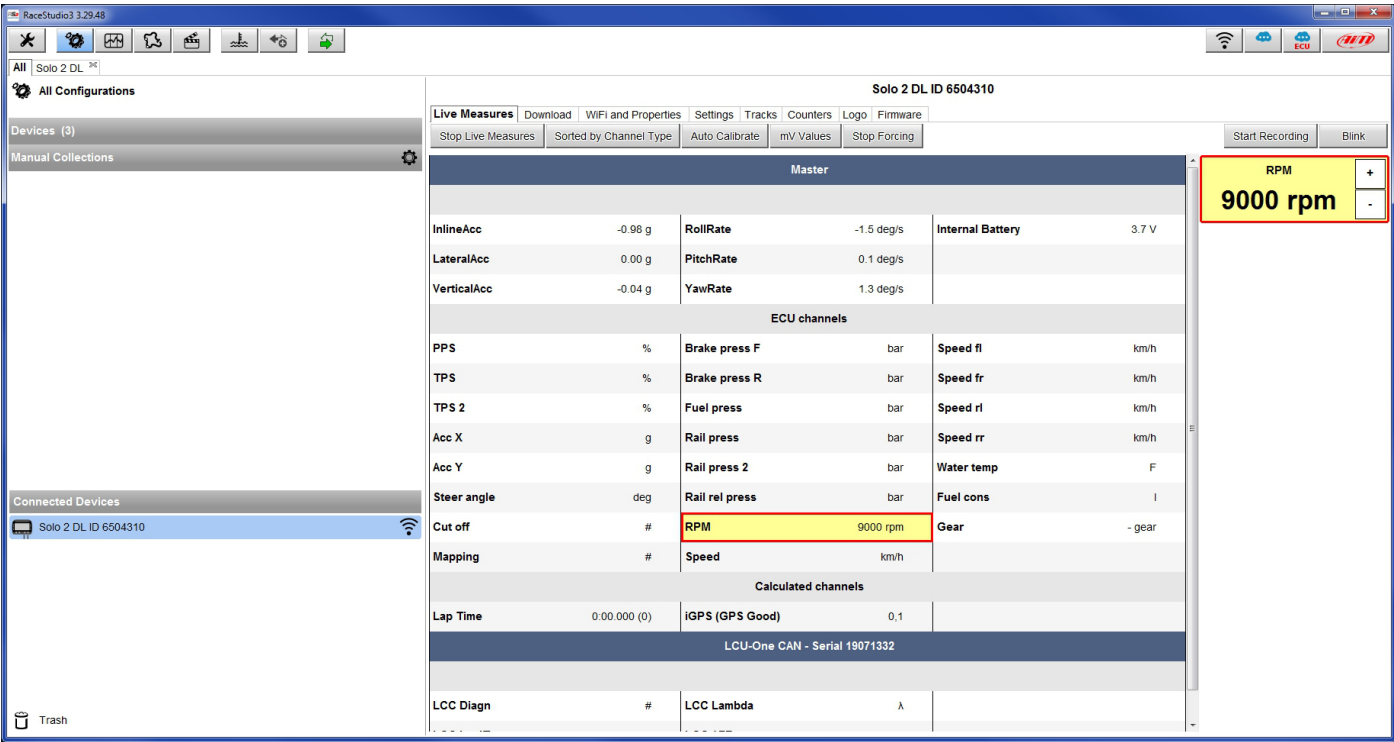 RaceStudio3 3.29.48
ECU
AiM
All Solo 2 DL
All Configurations
Solo 2 DL ID 6504310
Live Measures Download WiFi and Properties Settings Tracks Counters Logo Firmware
Devices (3)
Stop Live Measures Sorted by Channel Type Auto Calibrate mV Values Stop Forcing Start Recording Blink
Manual Collections
Master
RPM +
9000 rpm -
InlineAcc -0.98 g RollRate -1.5 deg/s Internal Battery 3.7 V
LateralAcc 0.00 g PitchRate 0.1 deg/s
VerticalAcc -0.04 g YawRate 1.3 deg/s
ECU channels
PPS % Brake press F bar Speed fl km/h
TPS % Brake press R bar Speed fr km/h
TPS 2 % Fuel press bar Speed rl km/h
Acc X g Rail press bar Speed rr km/h
Acc Y g Rail press 2 bar Water temp F
Connected Devices
Steer angle deg Rail rel press bar Fuel cons l
Solo 2 DL ID 6504310
Cut off # RPM 9000 rpm Gear - gear
Mapping # Speed km/h
Calculated channels
Lap Time 0:00.000 (0) iGPS (GPS Good) 0,1
LCU-One CAN - Serial 19071332
LCC Diagn # LCC Lambda λ
Trash